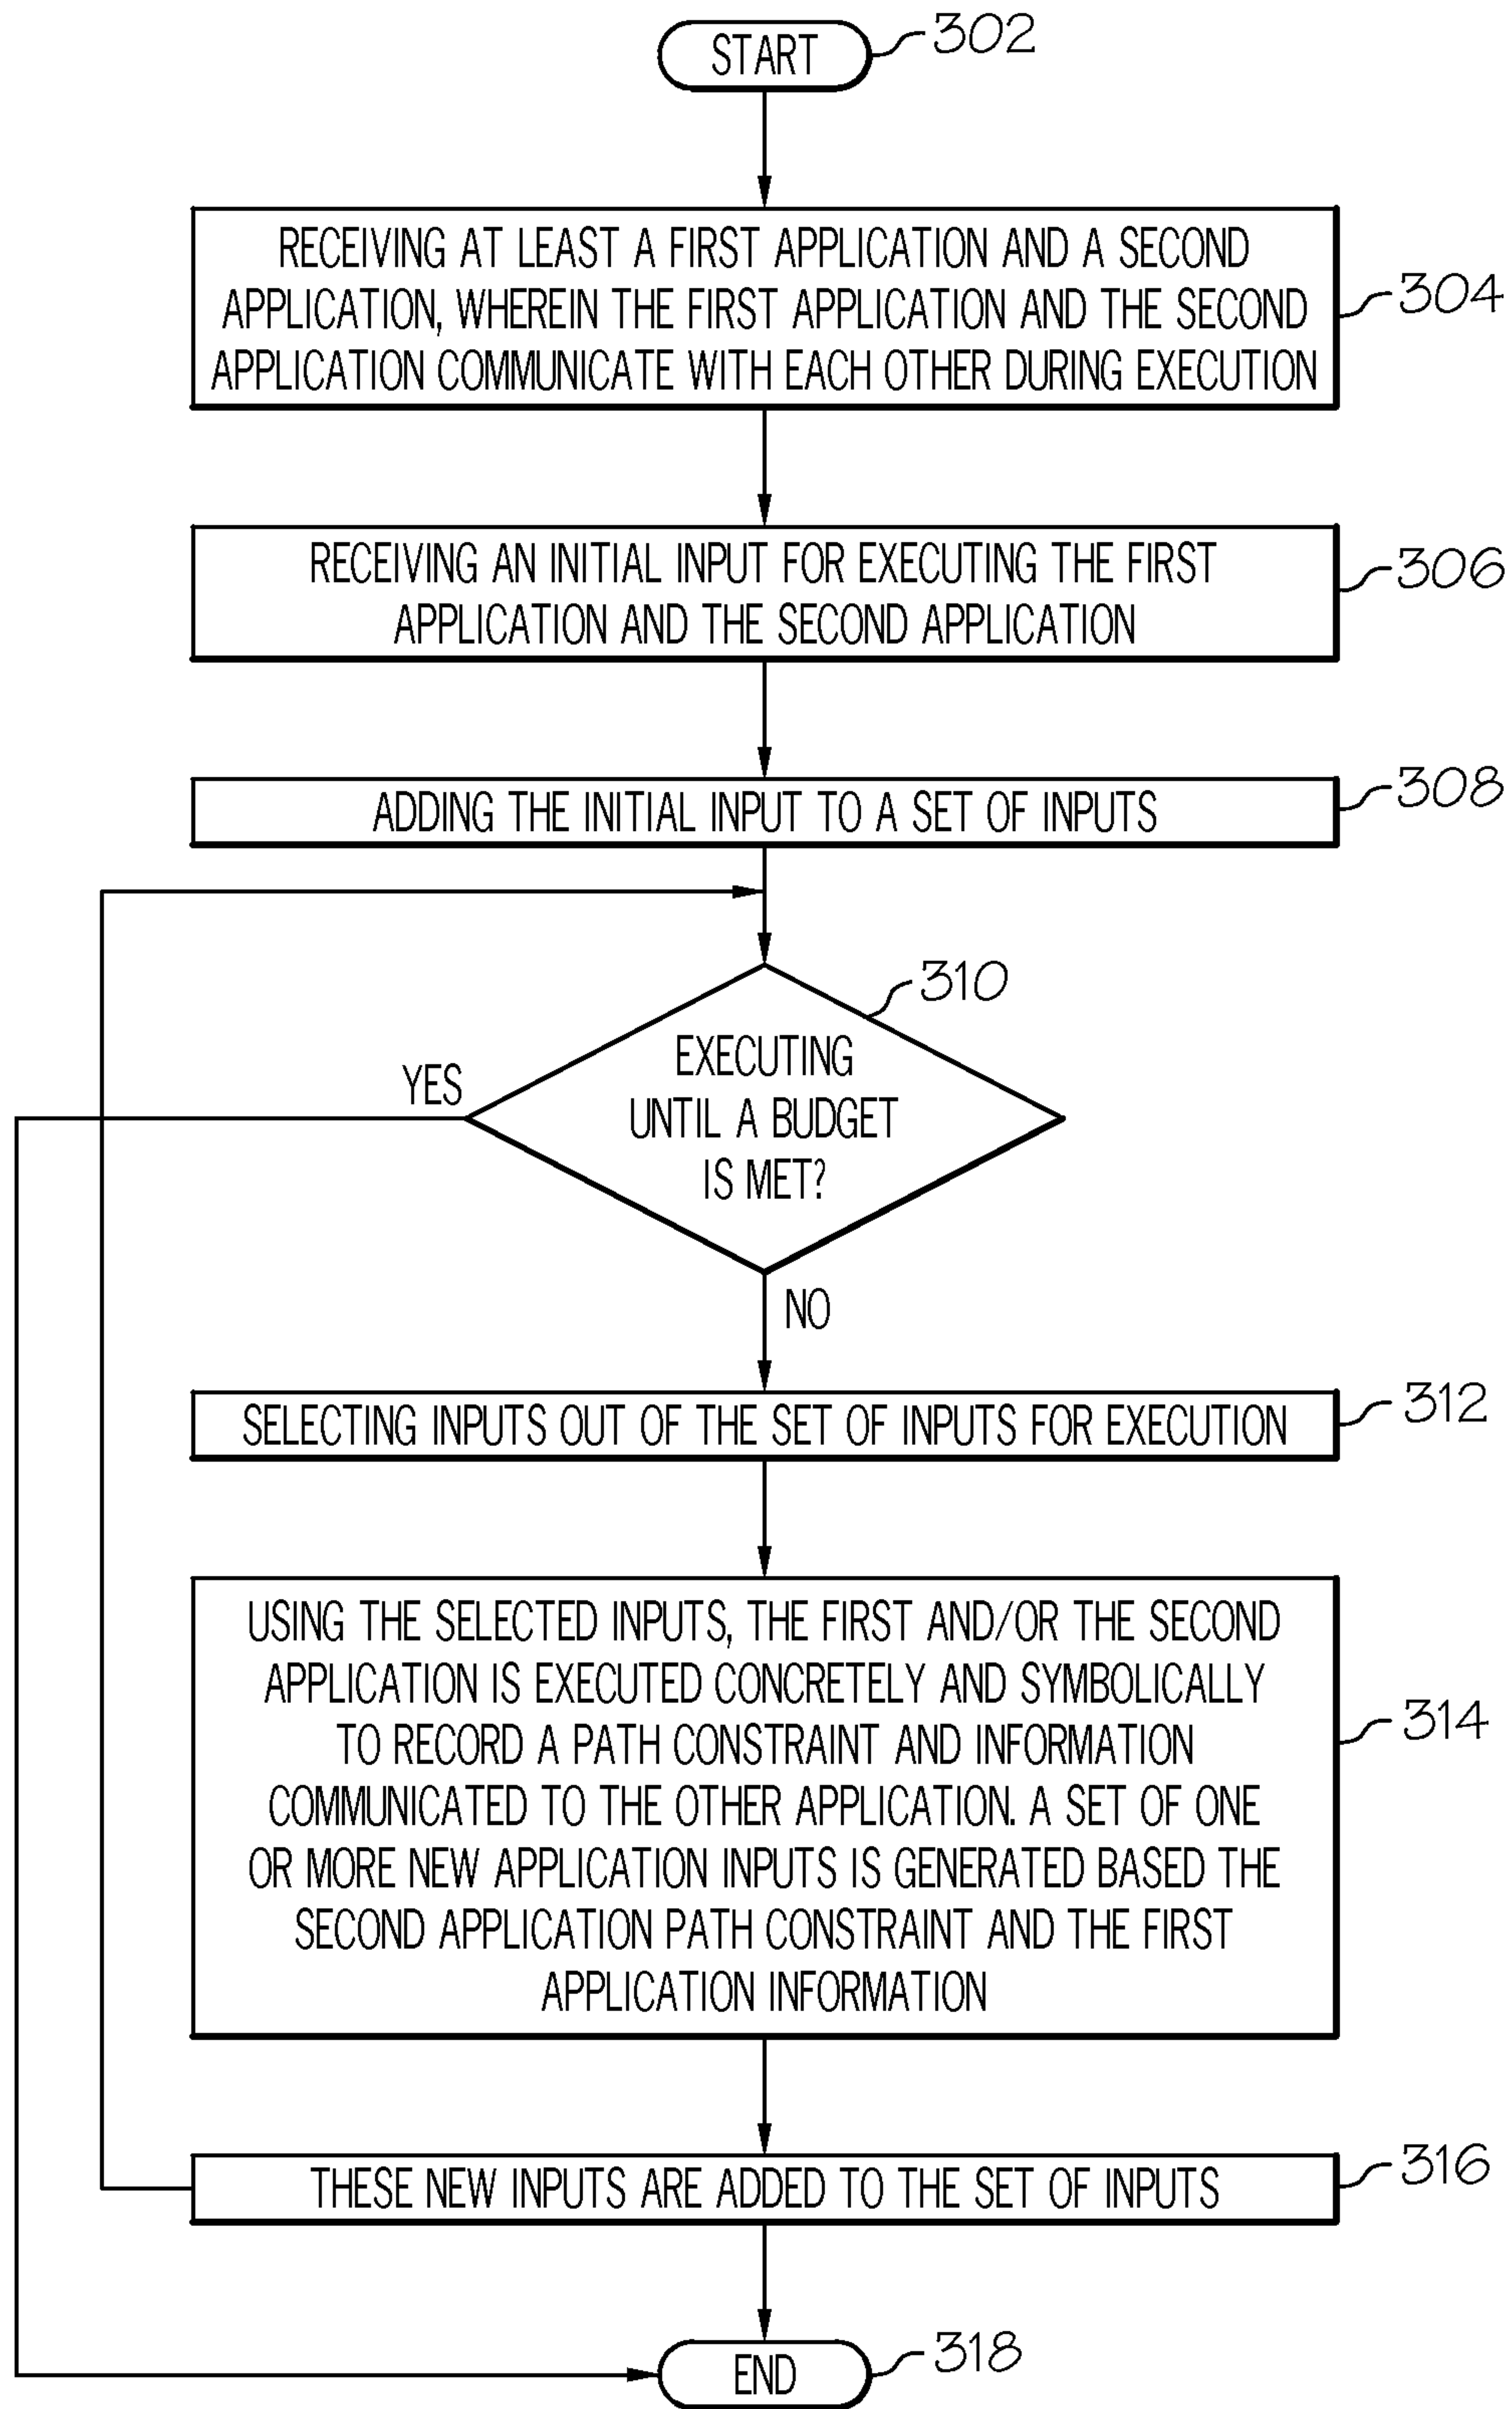 START
302
RECEIVING AT LEAST A FIRST APPLICATION AND A SECOND
APPLICATION, WHEREIN THE FIRST APPLICATION AND THE SECOND
APPLICATION COMMUNICATE WITH EACH OTHER DURING EXECUTION
304
RECEIVING AN INITIAL INPUT FOR EXECUTING THE FIRST
APPLICATION AND THE SECOND APPLICATION
306
ADDING THE INITIAL INPUT TO A SET OF INPUTS
308
310
EXECUTING
UNTIL A BUDGET
IS MET?
YES
NO
SELECTING INPUTS OUT OF THE SET OF INPUTS FOR EXECUTION
312
USING THE SELECTED INPUTS, THE FIRST AND/OR THE SECOND
APPLICATION IS EXECUTED CONCRETELY AND SYMBOLICALLY
TO RECORD A PATH CONSTRAINT AND INFORMATION
COMMUNICATED TO THE OTHER APPLICATION. A SET OF ONE
OR MORE NEW APPLICATION INPUTS IS GENERATED BASED THE
SECOND APPLICATION PATH CONSTRAINT AND THE FIRST
APPLICATION INFORMATION
314
THESE NEW INPUTS ARE ADDED TO THE SET OF INPUTS
316
END
318